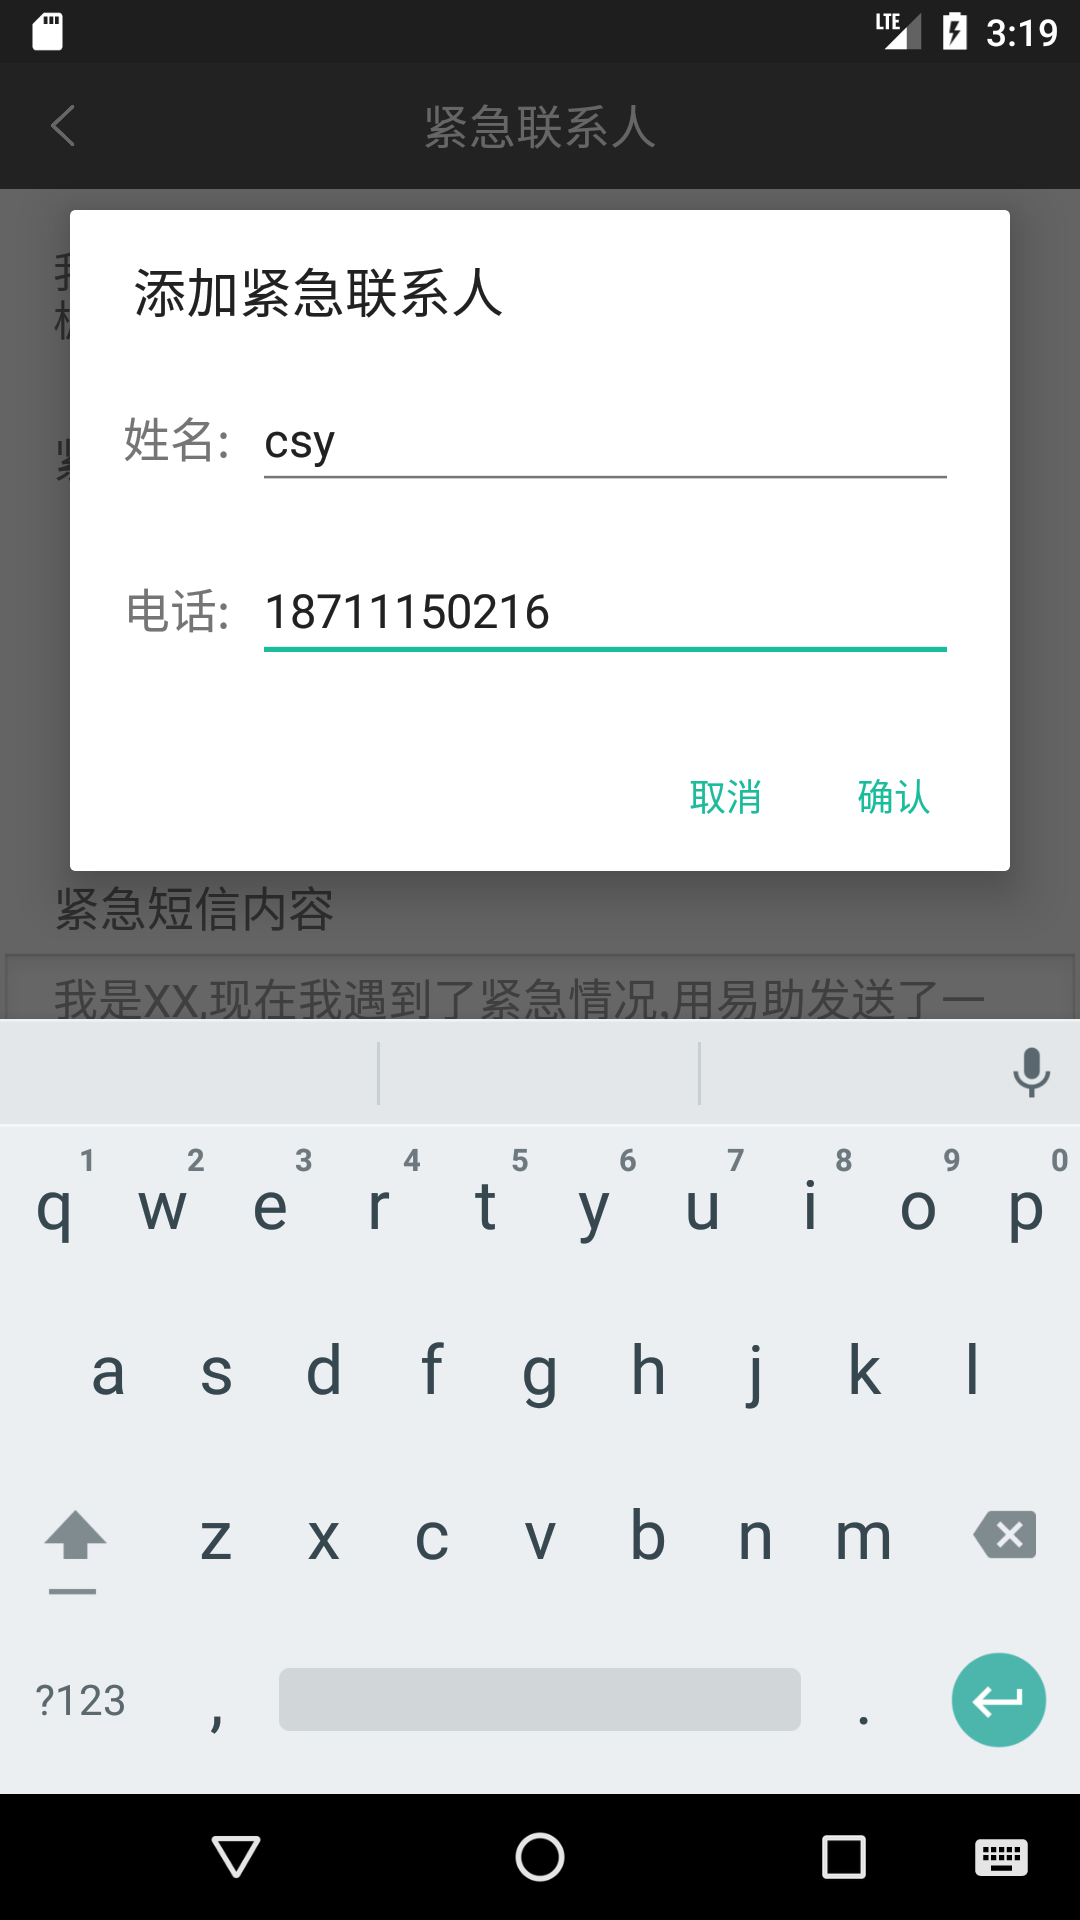 LTE 3:19
紧急联系人
添加紧急联系人
姓名: csy
电话: 18711150216
取消 确认
紧急短信内容
我是XX,现在我遇到了紧急情况,用易助发送了一
1 2 3 4 5 6 7 8 9 0
q w e r t y u i o p
a s d f g h j k l
z x c v b n m
?123 , .